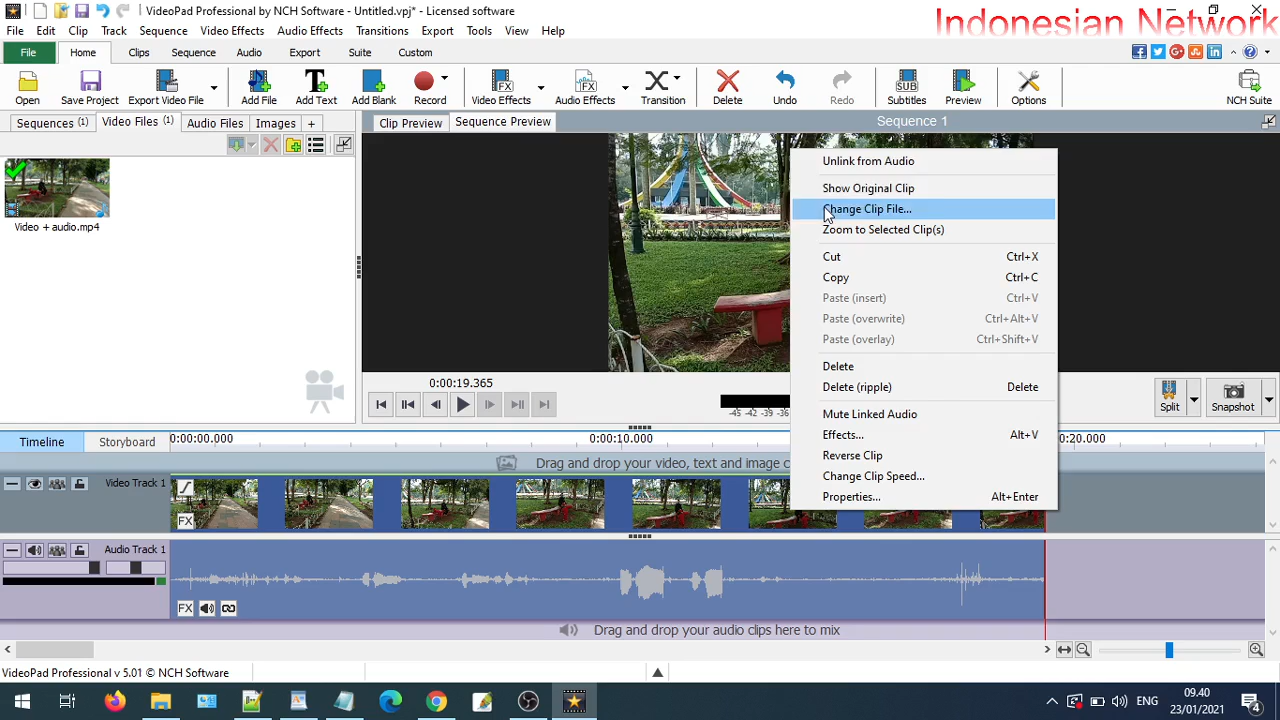 VideoPad Professional by NCH Software - Untitled.vpj* - Licensed software
Indonesian Network
File Edit Clip Track Sequence Video Effects Audio Effects Transitions Export Tools View Help
File Home Clips Sequence Audio Export Suite Custom
Open Save Project Export Video File Add File Add Text Add Blank Record Video Effects Audio Effects Transition Delete Undo Redo Subtitles Preview Options NCH Suite
Sequences (1) Video Files (1) Audio Files Images +
Clip Preview Sequence Preview Sequence 1
Video + audio.mp4
Unlink from Audio
Show Original Clip
Change Clip File...
Zoom to Selected Clip(s)
Cut Ctrl+X
Copy Ctrl+C
Paste (insert) Ctrl+V
Paste (overwrite) Ctrl+Alt+V
Paste (overlay) Ctrl+Shift+V
Delete
Delete (ripple) Delete
Mute Linked Audio
Effects... Alt+V
Reverse Clip
Change Clip Speed...
Properties... Alt+Enter
0:00:19.365
-45 -42 -39 -36
Split Snapshot
Timeline Storyboard 0:00:00.000 0:00:10.000 :20.000
Drag and drop your video, text and image c
Video Track 1
FX
Audio Track 1
FX
Drag and drop your audio clips here to mix
VideoPad Professional v 5.01 © NCH Software
ENG
09.40
23/01/2021
4